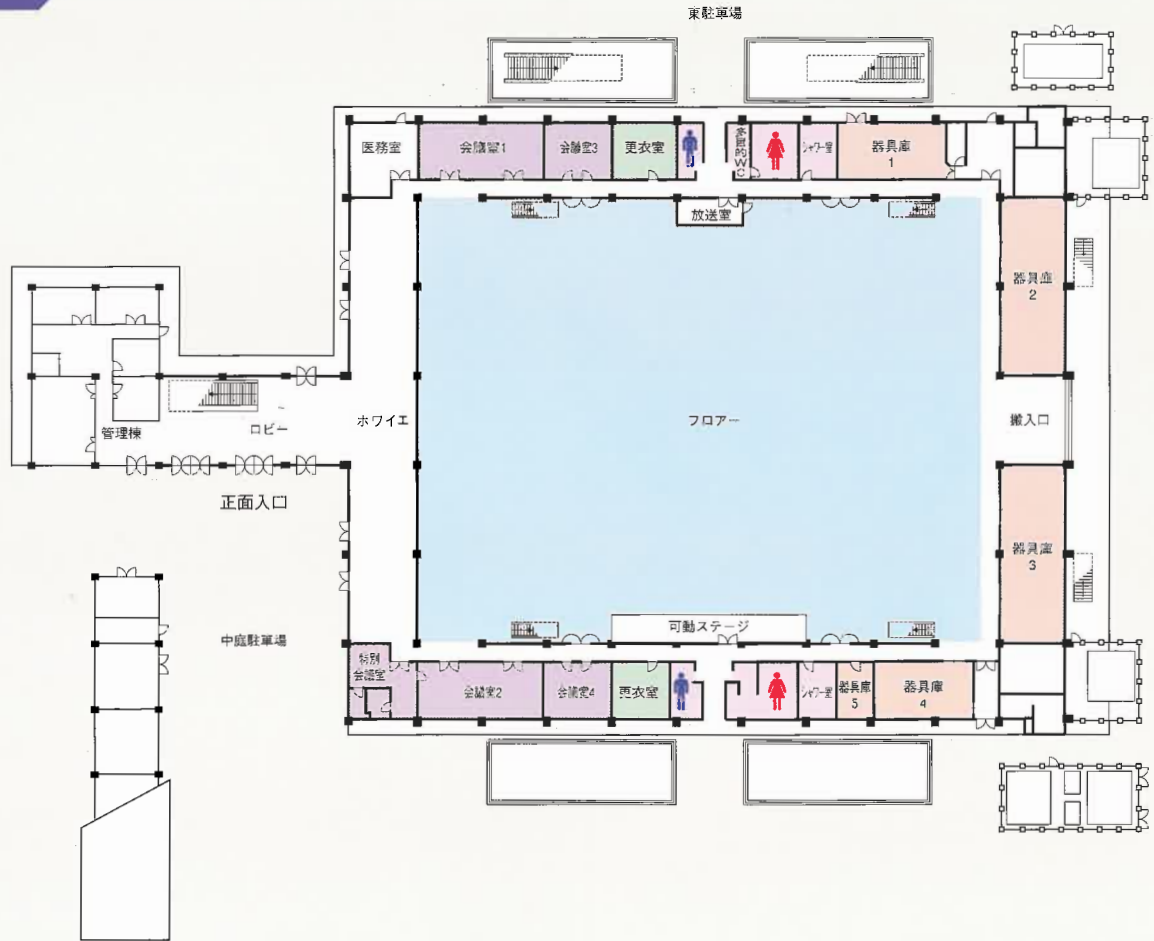 東駐車場
医務室
会議室1
会議室3
更衣室
多目的WC
シャワー室
器具庫
1
放送室
器具庫
2
管理棟
ロビー
ホワイエ
フロアー
搬入口
正面入口
器具庫
3
中庭駐車場
可動ステージ
特別
会議室
会議室2
会議室4
更衣室
シャワー室
器具庫
5
器具庫
4